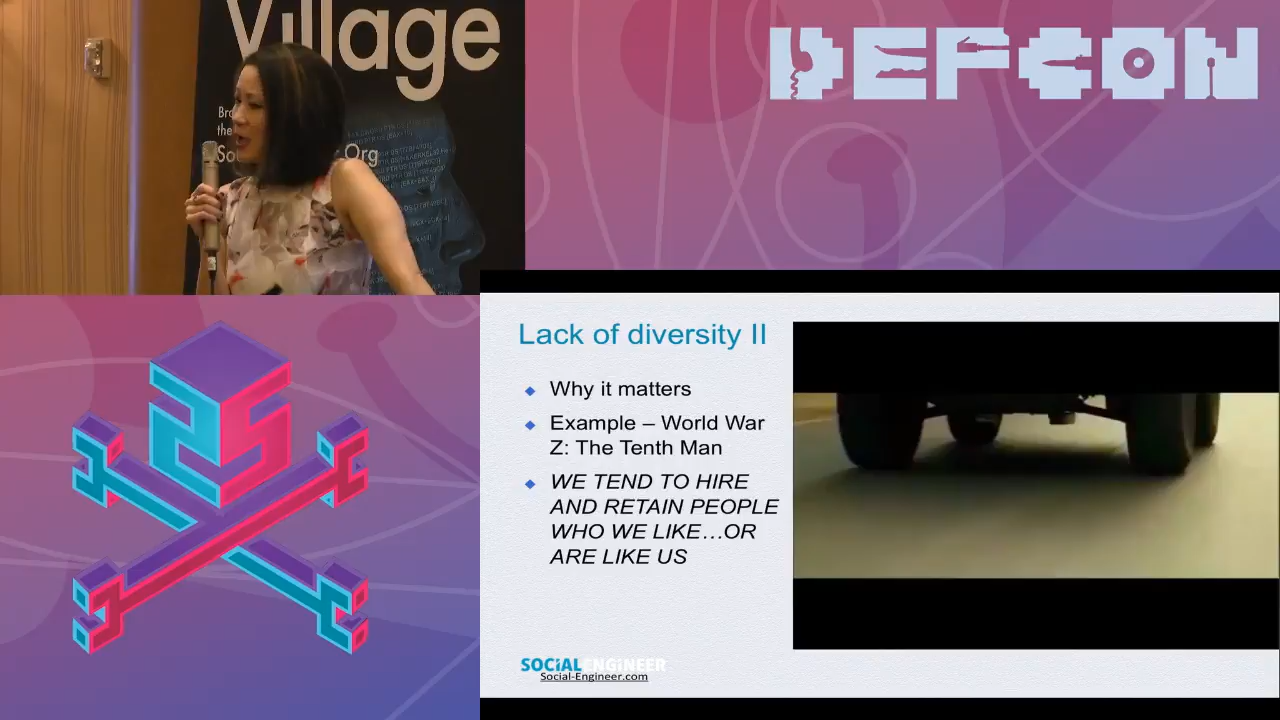 Village
DEFCON
Org
Lack of diversity II
Why it matters
Example – World War
Z: The Tenth Man
WE TEND TO HIRE
AND RETAIN PEOPLE
WHO WE LIKE…OR
ARE LIKE US
SOCIAL ENGINEER
Social-Engineer.com